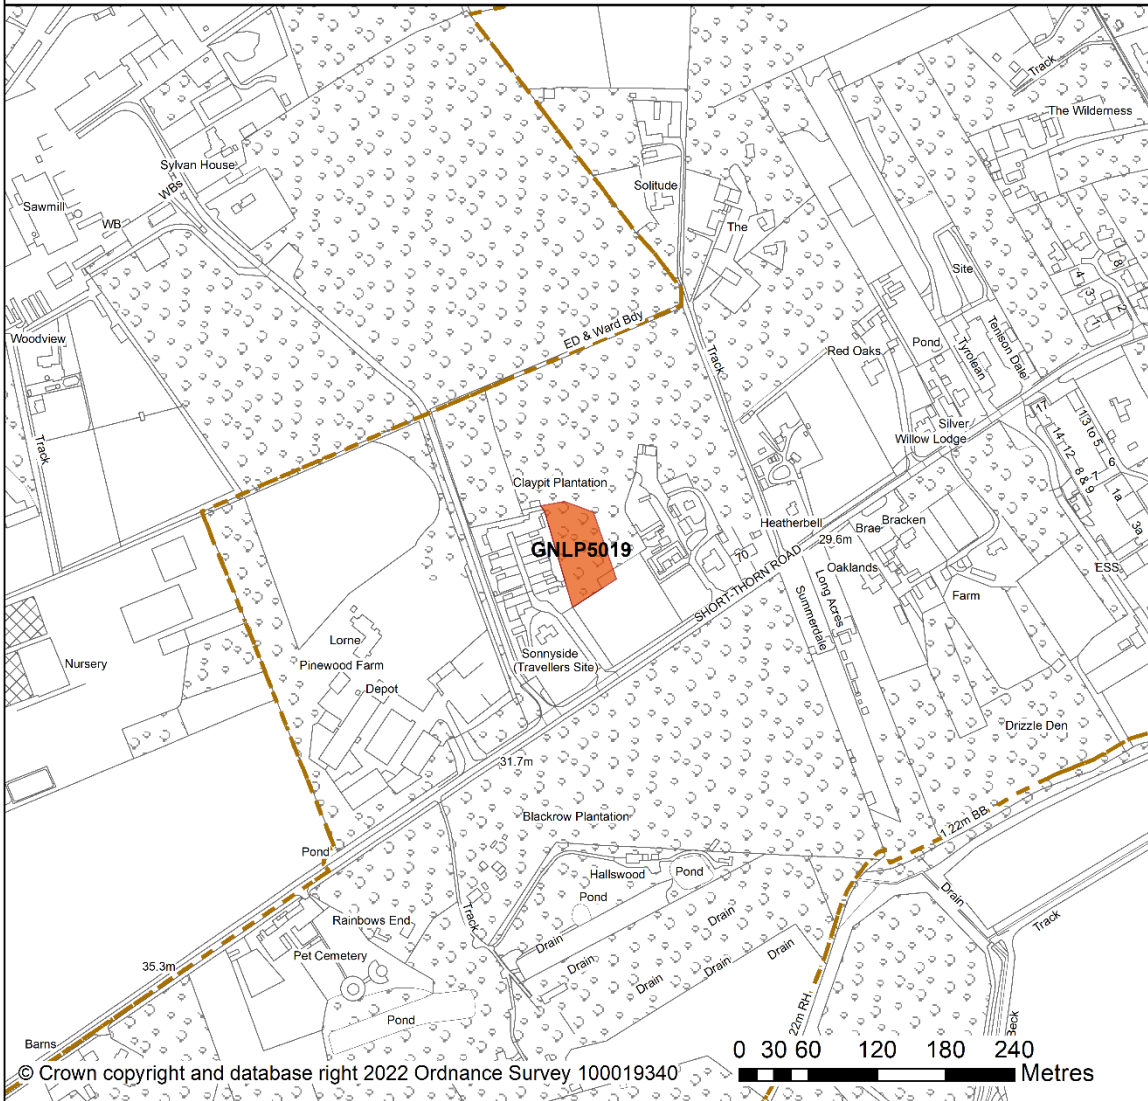 Track
The Wilderness
Sylvan House
WBs
Sawmill
WB
Solitude
The
Site
8
4
3
2
1
ED & Ward Bdy
Woodview
Track
Red Oaks
Pond
Tyrolean
Tenison Dale
Track
Silver
Willow Lodge
17
13 to 5
14
12
8 & 9
7
6
1a
3a
Claypit Plantation
GNLP5019
Heatherbell
70
29.6m
Brae
Bracken
Oaklands
SHORT-THORN ROAD
Long Acres
Summerdale
Farm
ESS
Lorne
Nursery
Pinewood Farm
Depot
Sonnyside
(Travellers Site)
Drizzle Den
31.7m
Blackrow Plantation
1.22m BB
Pond
Hallswood
Pond
Pond
Drain
Track
Rainbows End
Track
Drain
Drain
Drain
Drain
Drain
Pet Cemetery
35.3m
Pond
22m RH
Beck
Barns
© Crown copyright and database right 2022 Ordnance Survey 100019340
0 30 60 120 180 240
Metres